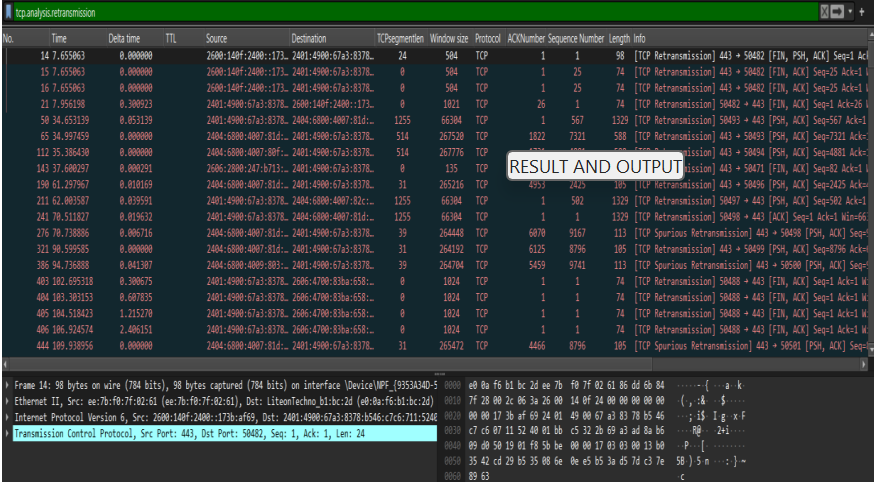 tcp.analysis.retransmission
No. Time Delta time TTL Source Destination TCPsegmentlen Window size Protocol ACKNumber Sequence Number Length Info
14 7.655063 0.000000 2600:140f:2400::173… 2401:4900:67a3:8378… 24 504 TCP 1 1 98 [TCP Retransmission] 443 → 50482 [FIN, PSH, ACK] Seq=1 Ack
15 7.655063 0.000000 2600:140f:2400::173… 2401:4900:67a3:8378… 0 504 TCP 1 25 74 [TCP Retransmission] 443 → 50482 [FIN, ACK] Seq=25 Ack=1
16 7.655063 0.000000 2600:140f:2400::173… 2401:4900:67a3:8378… 0 504 TCP 1 25 74 [TCP Retransmission] 443 → 50482 [FIN, ACK] Seq=25 Ack=1
21 7.956198 0.300923 2401:4900:67a3:8378… 2600:140f:2400::173… 0 1021 TCP 26 1 74 [TCP Retransmission] 50482 → 443 [FIN, ACK] Seq=1 Ack=26
50 34.653139 0.053139 2401:4900:67a3:8378… 2404:6800:4007:81d:… 1255 66304 TCP 1 567 1329 [TCP Retransmission] 50493 → 443 [PSH, ACK] Seq=567 Ack=1
65 34.997459 0.000000 2404:6800:4007:81d:… 2401:4900:67a3:8378… 514 267520 TCP 1822 7321 588 [TCP Retransmission] 443 → 50493 [PSH, ACK] Seq=7321
112 35.386430 0.000000 2404:6800:4007:80f:… 2401:4900:67a3:8378… 514 267776 TCP 588 [TCP Retransmission] 443 → 50494 [PSH, ACK] Seq=4881 Ack=
143 37.600297 0.000291 2606:2800:247:b713:… 2401:4900:67a3:8378… 0 135 TCP [TCP Retransmission] 443 → 50471 [FIN, ACK] Seq=82 Ack=1
RESULT AND OUTPUT
190 61.297967 0.010169 2404:6800:4007:81d:… 2401:4900:67a3:8378… 31 265216 TCP 4953 2425 105 [TCP Retransmission] 443 → 50496 [PSH, ACK] Seq=2425
211 62.003587 0.039591 2401:4900:67a3:8378… 2404:6800:4007:82c:… 1255 66304 TCP 1 502 1329 [TCP Retransmission] 50497 → 443 [PSH, ACK] Seq=502 Ack=1
241 70.511827 0.019632 2401:4900:67a3:8378… 2404:6800:4007:81d:… 1255 66304 TCP 1 1 1329 [TCP Retransmission] 50498 → 443 [ACK] Seq=1 Ack=1 Win=66
276 70.738886 0.006716 2404:6800:4007:81d:… 2401:4900:67a3:8378… 39 264448 TCP 6070 9167 113 [TCP Spurious Retransmission] 443 → 50498 [PSH, ACK]
321 90.599585 0.000000 2404:6800:4007:81d:… 2401:4900:67a3:8378… 31 264192 TCP 6125 8796 105 [TCP Retransmission] 443 → 50499 [PSH, ACK] Seq=8796
386 94.736888 0.041307 2404:6800:4009:803:… 2401:4900:67a3:8378… 39 264704 TCP 5459 9741 113 [TCP Spurious Retransmission] 443 → 50500 [PSH, ACK]
403 102.695318 0.300675 2401:4900:67a3:8378… 2606:4700:83ba:658:… 0 1024 TCP 1 1 74 [TCP Retransmission] 50488 → 443 [FIN, ACK] Seq=1 Ack=1
404 103.303153 0.607835 2401:4900:67a3:8378… 2606:4700:83ba:658:… 0 1024 TCP 1 1 74 [TCP Retransmission] 50488 → 443 [FIN, ACK] Seq=1 Ack=1
405 104.518423 1.215270 2401:4900:67a3:8378… 2606:4700:83ba:658:… 0 1024 TCP 1 1 74 [TCP Retransmission] 50488 → 443 [FIN, ACK] Seq=1 Ack=1
406 106.924574 2.406151 2401:4900:67a3:8378… 2606:4700:83ba:658:… 0 1024 TCP 1 1 74 [TCP Retransmission] 50488 → 443 [FIN, ACK] Seq=1 Ack=1
444 109.938956 0.000000 2404:6800:4007:81d:… 2401:4900:67a3:8378… 31 265472 TCP 4466 8796 105 [TCP Spurious Retransmission] 443 → 50501 [PSH, ACK]
Frame 14: 98 bytes on wire (784 bits), 98 bytes captured (784 bits) on interface \Device\NPF_{9353A34D-5
Ethernet II, Src: ee:7b:f0:7f:02:61 (ee:7b:f0:7f:02:61), Dst: LiteonTechno_b1:bc:2d (e0:0a:f6:b1:bc:2d)
Internet Protocol Version 6, Src: 2600:140f:2400::173b:af69, Dst: 2401:4900:67a3:8378:b546:c7c6:711:5240
Transmission Control Protocol, Src Port: 443, Dst Port: 50482, Seq: 1, Ack: 1, Len: 24
0000 e0 0a f6 b1 bc 2d ee 7b f0 7f 02 61 86 dd 6b 84 ·····-·{ ···a··k·
0010 7f 28 00 2c 06 3a 26 00 14 0f 24 00 00 00 00 00
0020 00 00 17 3b af 69 24 01 49 00 67 a3 83 78 b5 46
0030 c7 c6 07 11 52 40 01 bb c5 32 2b 69 a3 ad 8a b6
0040 09 d0 50 19 01 f8 5b be 00 00 17 03 03 00 13 b0
0050 35 42 cd 29 b5 35 08 6e 0e e5 b5 3a d5 7d c3 7e
0060 89 63